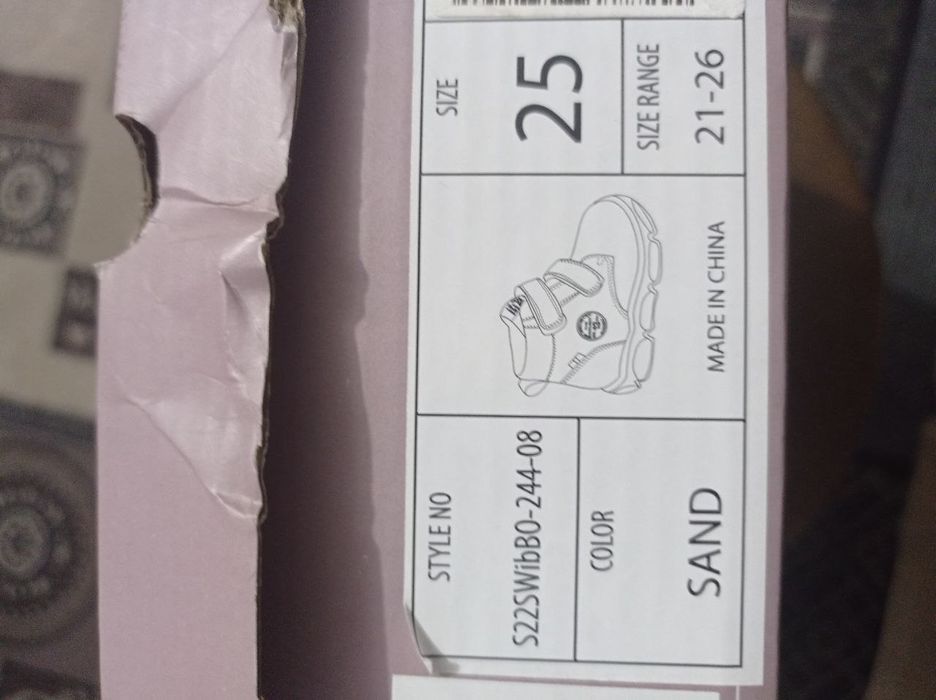 STYLE NO
S22SWibBO-244-08
COLOR
SAND
MADE IN CHINA
SIZE
25
SIZE RANGE
21-26